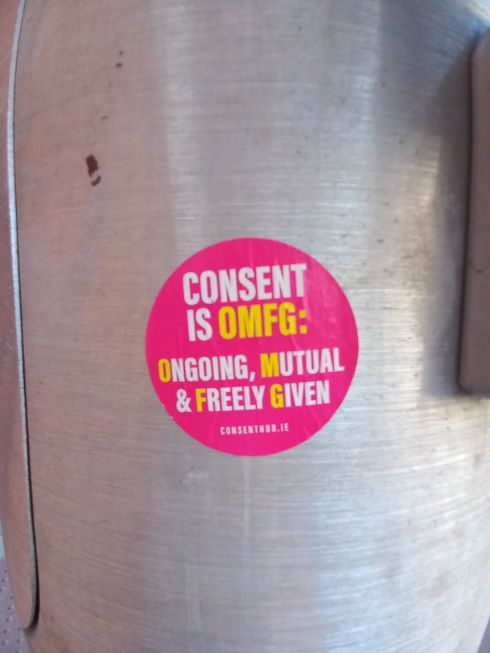 CONSENT
IS OMFG:
ONGOING, MUTUAL
& FREELY GIVEN
CONSENTHUB.IE